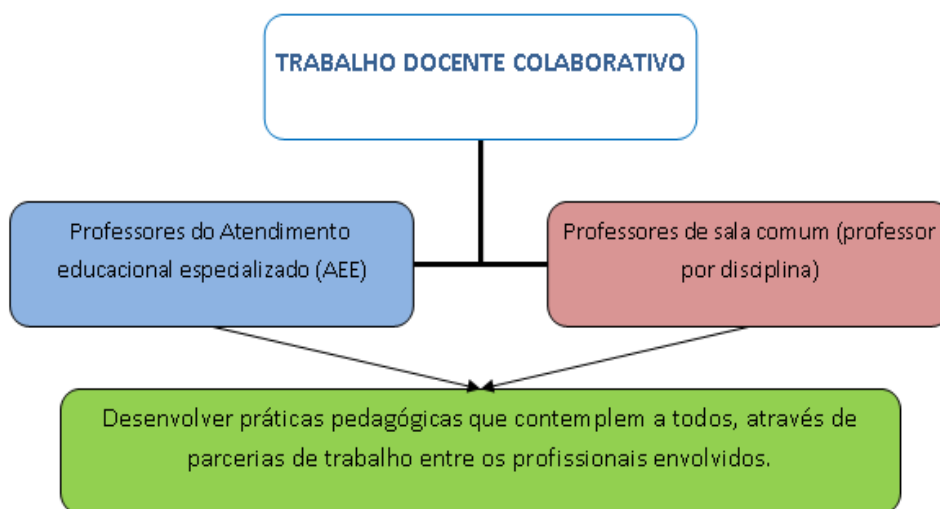 TRABALHO DOCENTE COLABORATIVO
Professores do Atendimento
educacional especializado (AEE)
Professores de sala comum (professor
por disciplina)
Desenvolver práticas pedagógicas que contemplem a todos, através de
parcerias de trabalho entre os profissionais envolvidos.